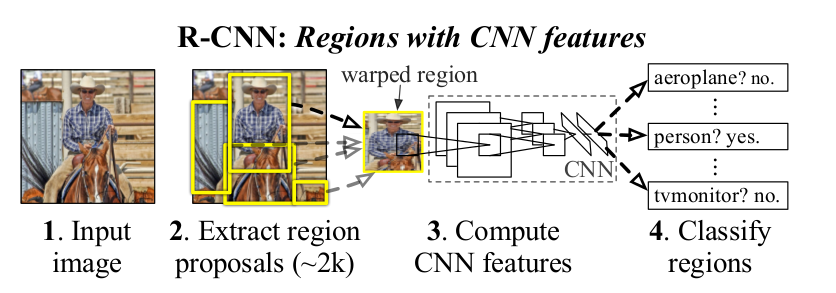 R-CNN: Regions with CNN features
warped region
aeroplane? no.
person? yes.
tvmonitor? no.
CNN
1. Input
image
2. Extract region
proposals (~2k)
3. Compute
CNN features
4. Classify
regions